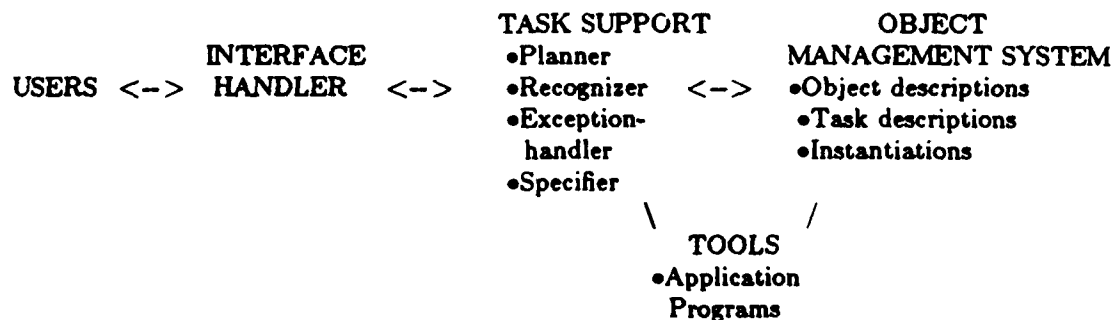 TASK SUPPORT OBJECT
INTERFACE •Planner MANAGEMENT SYSTEM
USERS <-> HANDLER <-> •Recognizer <-> •Object descriptions
•Exception- •Task descriptions
handler •Instantiations
•Specifier
\ /
TOOLS
•Application
Programs